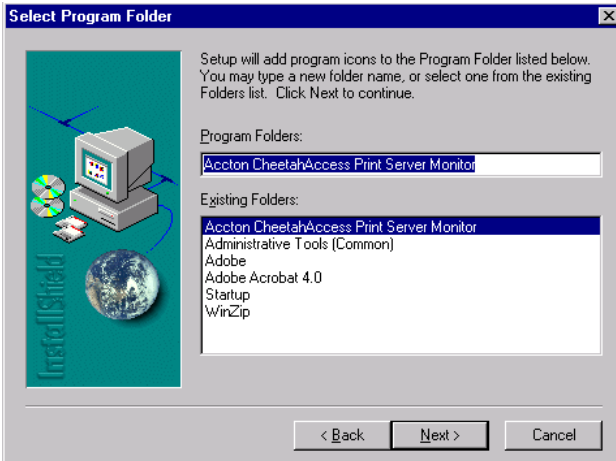 Select Program Folder
Setup will add program icons to the Program Folder listed below.
You may type a new folder name, or select one from the existing
Folders list. Click Next to continue.
Program Folders:
Accton CheetahAccess Print Server Monitor
Existing Folders:
Accton CheetahAccess Print Server Monitor
Administrative Tools (Common)
Adobe
Adobe Acrobat 4.0
Startup
WinZip
InstallShield
< Back
Next >
Cancel